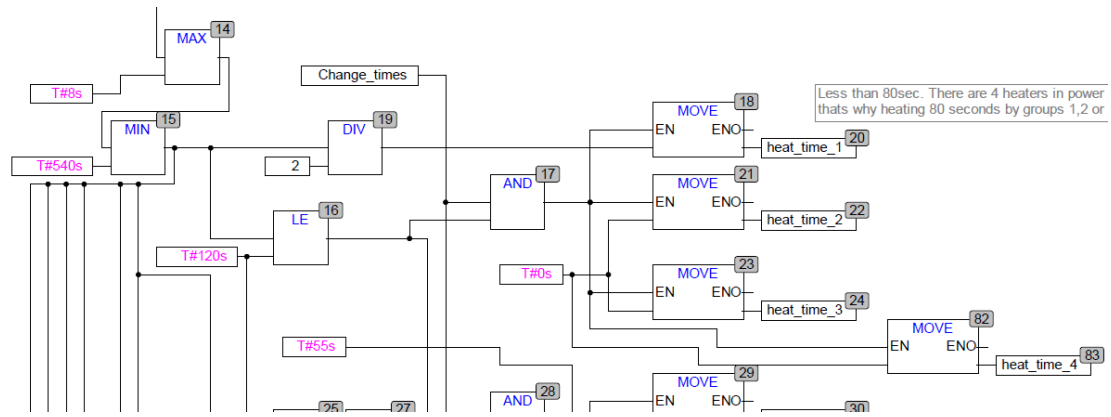 14
MAX
T#8s
Change_times
Less than 80sec. There are 4 heaters in power
thats why heating 80 seconds by groups 1,2 or
15
MIN
19
DIV
18
MOVE
EN ENO
20
heat_time_1
T#540s
2
17
AND
21
MOVE
EN ENO
22
heat_time_2
16
LE
T#120s
T#0s
23
MOVE
EN ENO
24
heat_time_3
82
MOVE
EN ENO
83
heat_time_4
T#55s
29
MOVE
EN ENO
28
AND
25
27
30